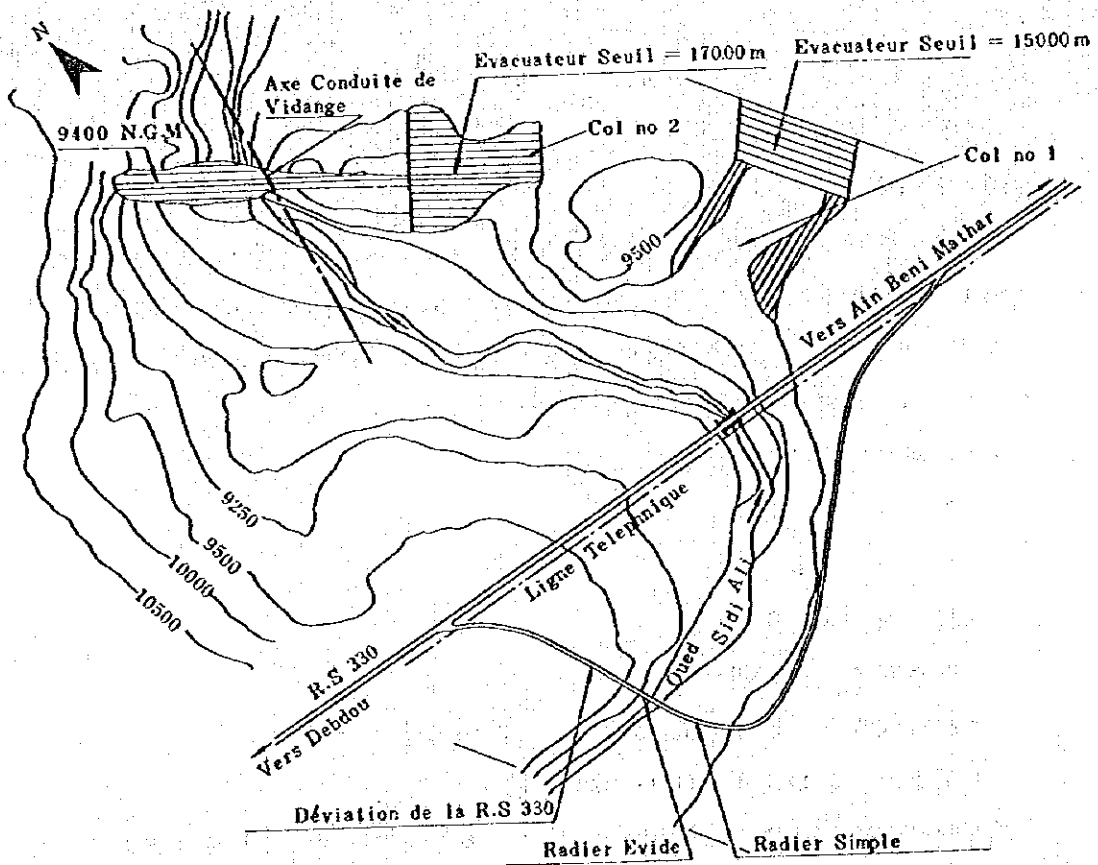 N
Evacuateur Seuil = 17000 m
Evacuateur Seuil = 15000 m
Axe Conduite de
Vidange
9400 N.G.M
Col no 2
Col no 1
9500
Vers Ain Beni Mathar
9250
9500
10000
10500
Ligne Telephnique
Oued Sidi Ali
R.S 330
Vers Debdou
Déviation de la R.S 330
Radier Evide
Radier Simple